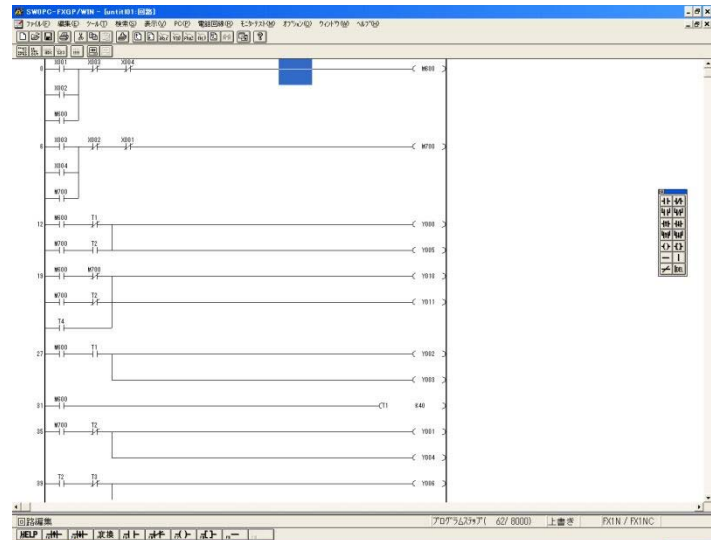 SW0PC-FXGP/WIN - [untit01:回路]
ﾌｧｲﾙ(F) 編集(E) ﾂｰﾙ(T) 検索(S) 表示(V) PC(P) 電話回線(R) ﾓﾆﾀ･ﾃｽﾄ(M) ｵﾌﾟｼｮﾝ(O) ｳｨﾝﾄﾞｳ(W) ﾍﾙﾌﾟ(H)
0 X001 X003 X004 M600
X002
M600
6 X003 X002 X001 M700
X004
M700
12 M600 T1 Y000
M700 T2 Y005
18 M600 M700 Y010
M700 T2 Y011
T4
27 M600 T1 Y002
Y003
31 M600 (T1 K40 )
35 M700 T2 Y001
Y004
39 T2 T3 Y006
回路編集 ﾌﾟﾛｸﾞﾗﾑｽﾃｯﾌﾟ( 62/ 8000) 上書き FX1N / FX1NC
HELP 変換